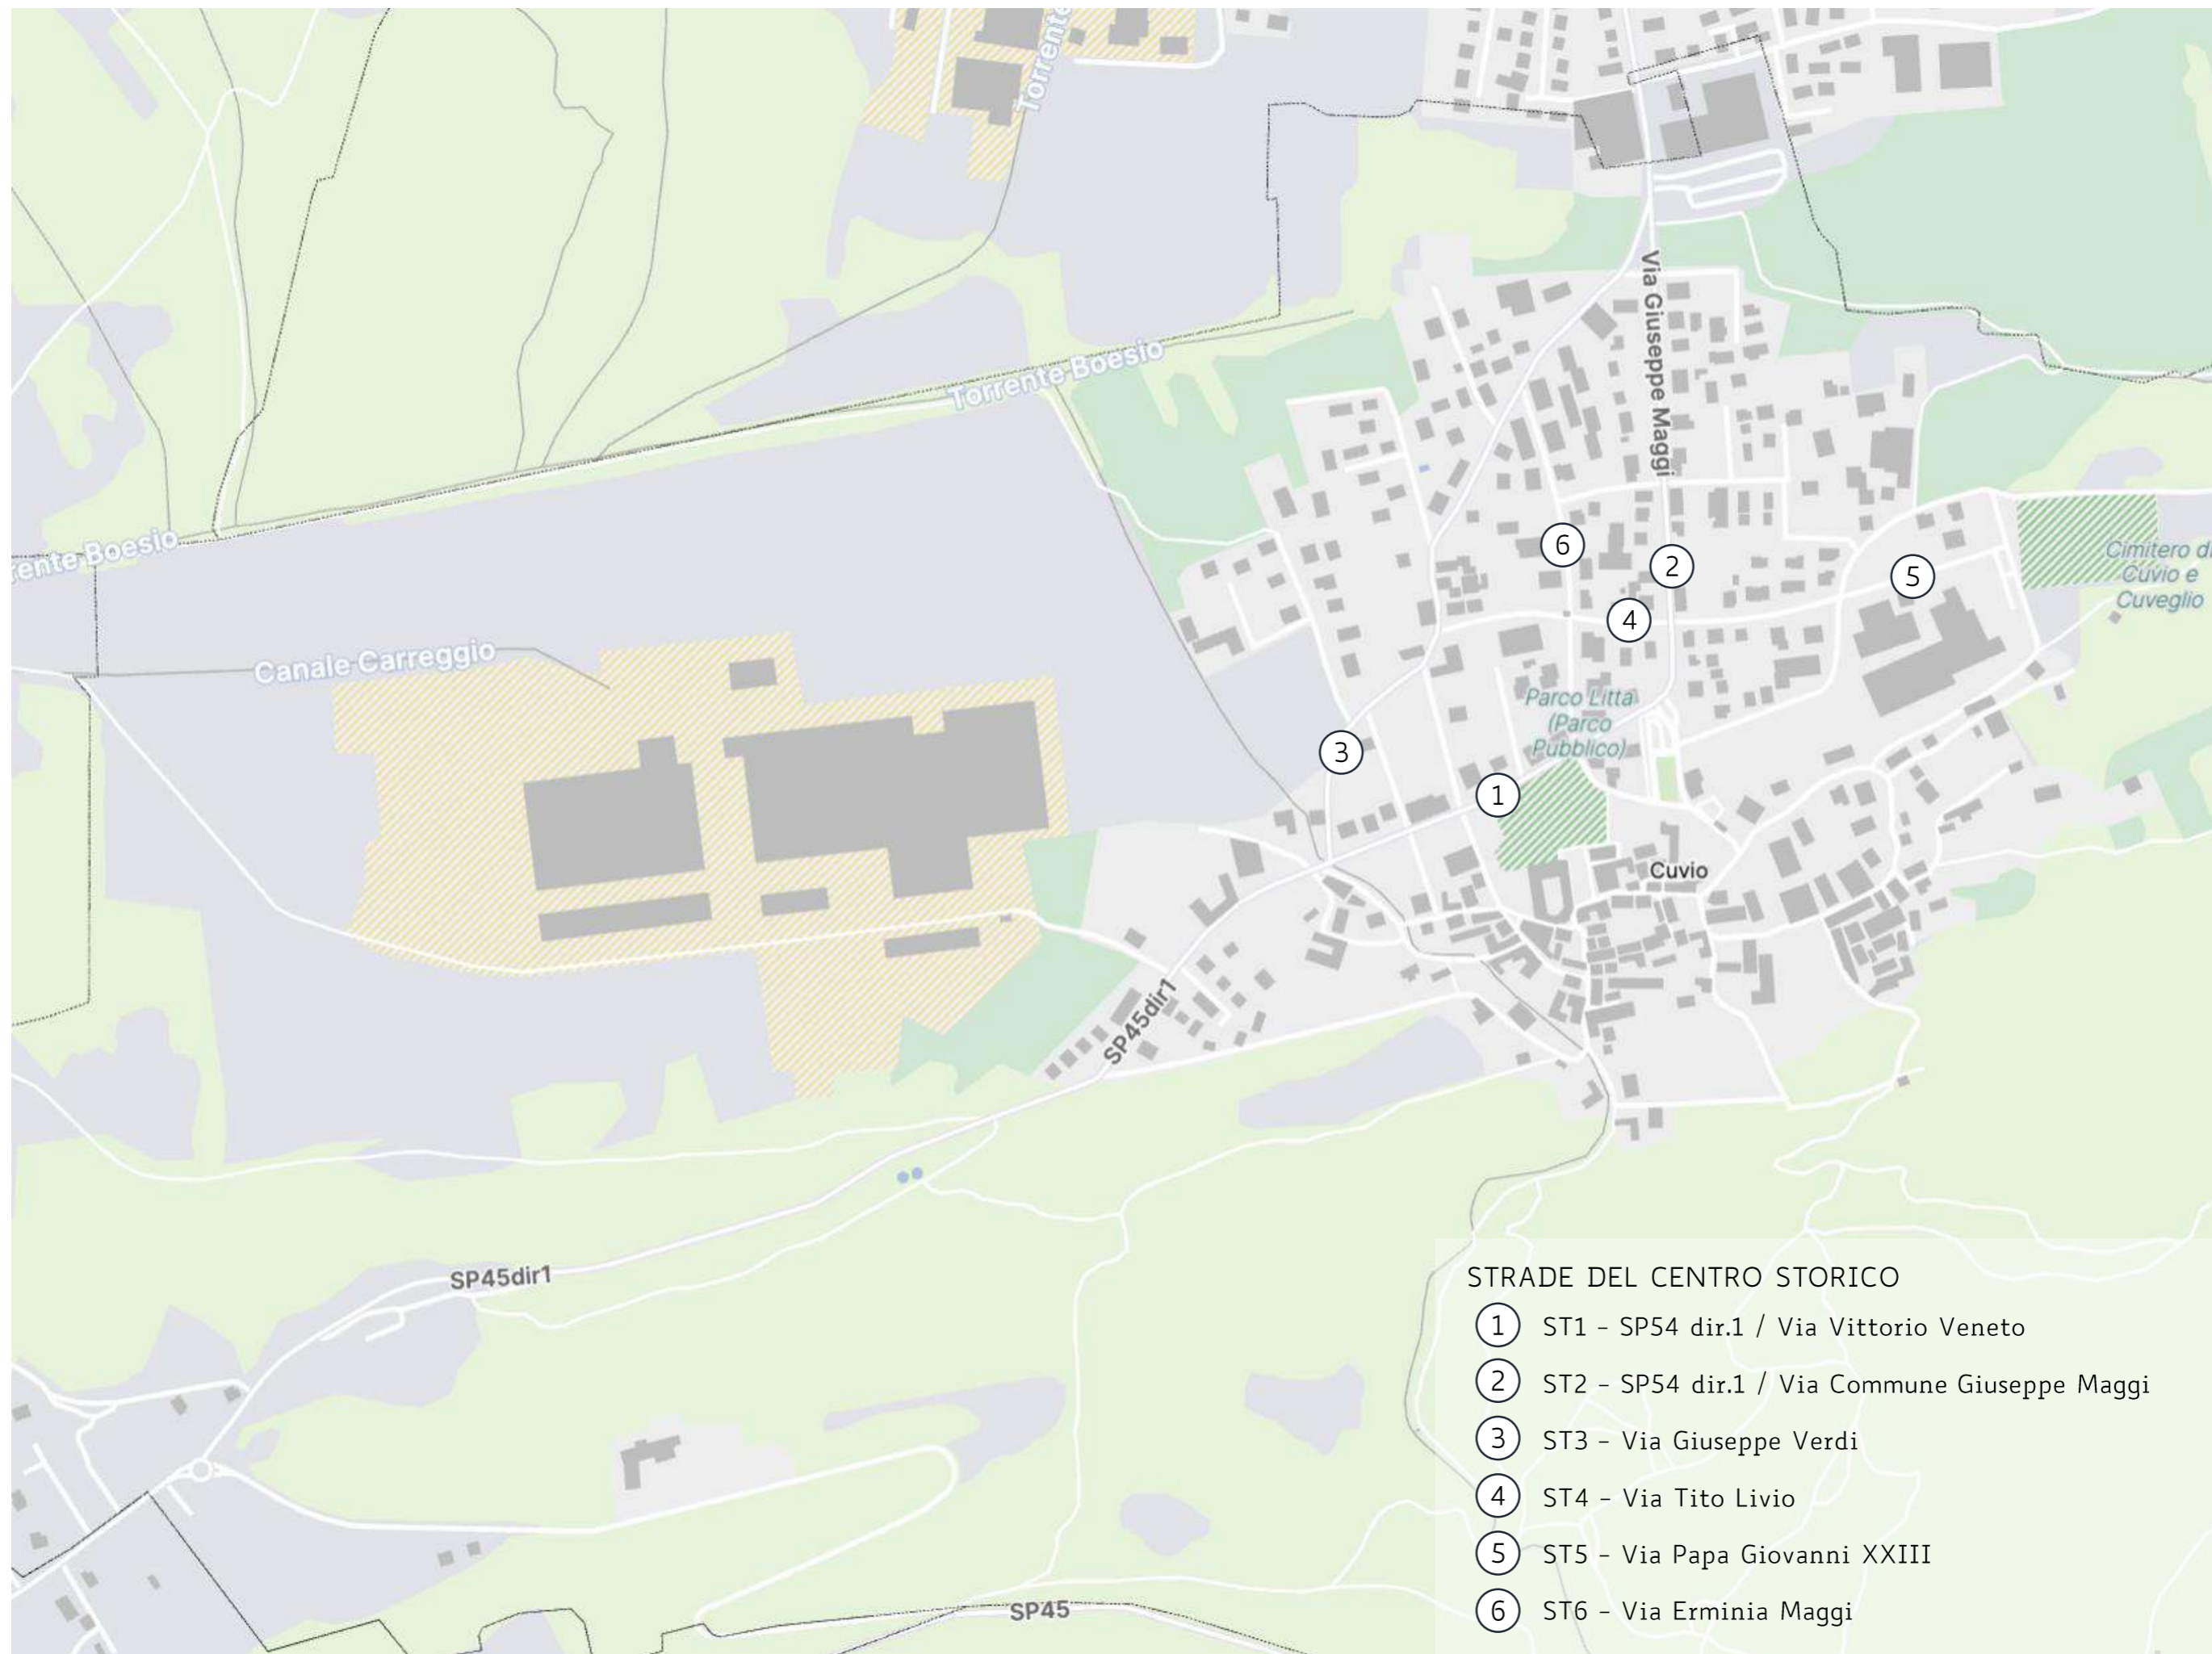 Torrente
Via Giuseppe Maggi
Torrente Boesio
rente Boesio
6
2
5
Cimitero di
Cuvio e
Cuveglio
4
Canale Carreggio
Parco Litta
(Parco
Pubblico)
3
1
Cuvio
SP45dir1
SP45dir1
SP45
STRADE DEL CENTRO STORICO
1 ST1 – SP54 dir.1 / Via Vittorio Veneto
2 ST2 – SP54 dir.1 / Via Commune Giuseppe Maggi
3 ST3 – Via Giuseppe Verdi
4 ST4 – Via Tito Livio
5 ST5 – Via Papa Giovanni XXIII
6 ST6 – Via Erminia Maggi